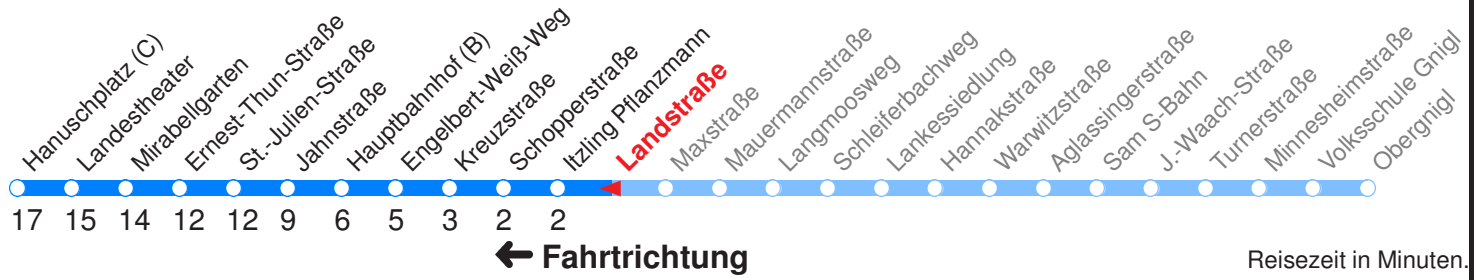 Hanuschplatz (C)
Landestheater
Mirabellgarten
Ernest-Thun-Straße
St.-Julien-Straße
Jahnstraße
Hauptbahnhof (B)
Engelbert-Weiß-Weg
Kreuzstraße
Schopperstraße
Itzling Pflanzmann
Landstraße
Maxstraße
Mauermannstraße
Langmoosweg
Schleiferbachweg
Lankessiedlung
Hannakstraße
Warwitzstraße
Aglassingerstraße
Sam S-Bahn
J.-Waach-Straße
Turnerstraße
Minnesheimstraße
Volksschule Gnigl
Obergnigl
17 15 14 12 12 9 6 5 3 2 2
← Fahrtrichtung
Reisezeit in Minuten.